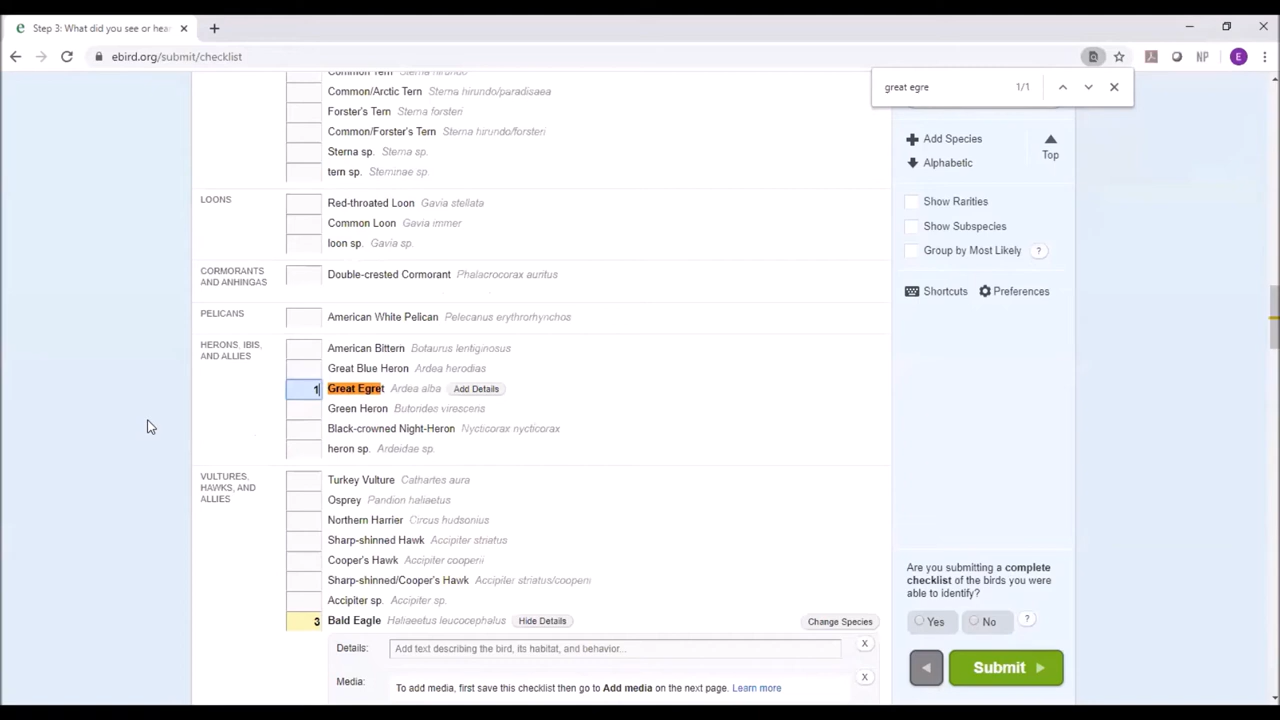 Step 3: What did you see or hear
ebird.org/submit/checklist
NP
E
great egre 1/1
Common Tern Sterna hirundo
Common/Arctic Tern Sterna hirundo/paradisaea
Forster's Tern Sterna forsteri
Common/Forster's Tern Sterna hirundo/forsteri
Sterna sp. Sterna sp.
tern sp. Sterninae sp.
LOONS
Red-throated Loon Gavia stellata
Common Loon Gavia immer
loon sp. Gavia sp.
CORMORANTS
AND ANHINGAS
Double-crested Cormorant Phalacrocorax auritus
PELICANS
American White Pelican Pelecanus erythrorhynchos
HERONS, IBIS,
AND ALLIES
American Bittern Botaurus lentiginosus
Great Blue Heron Ardea herodias
1 Great Egret Ardea alba Add Details
Green Heron Butorides virescens
Black-crowned Night-Heron Nycticorax nycticorax
heron sp. Ardeidae sp.
VULTURES,
HAWKS, AND
ALLIES
Turkey Vulture Cathartes aura
Osprey Pandion haliaetus
Northern Harrier Circus hudsonius
Sharp-shinned Hawk Accipiter striatus
Cooper's Hawk Accipiter cooperii
Sharp-shinned/Cooper's Hawk Accipiter striatus/cooperii
Accipiter sp. Accipiter sp.
3 Bald Eagle Haliaeetus leucocephalus Hide Details Change Species
Details: Add text describing the bird, its habitat, and behavior... X
Media: To add media, first save this checklist then go to Add media on the next page. Learn more X
Add Species
Alphabetic
Top
Show Rarities
Show Subspecies
Group by Most Likely ?
Shortcuts Preferences
Are you submitting a complete
checklist of the birds you were
able to identify?
Yes No ?
Submit